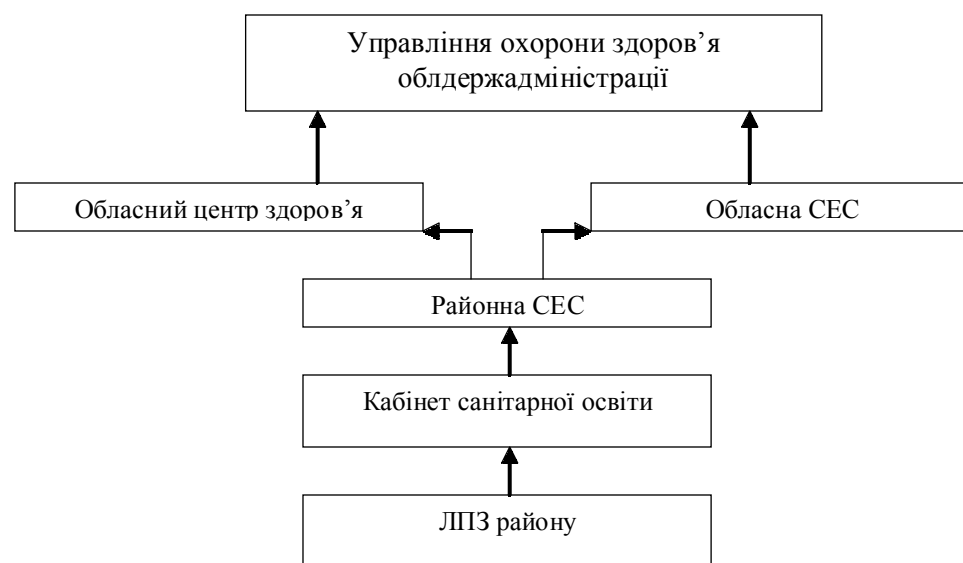 Управління охорони здоров’я
облдержадміністрації
Обласний центр здоров’я
Обласна СЕС
Районна СЕС
Кабінет санітарної освіти
ЛПЗ району